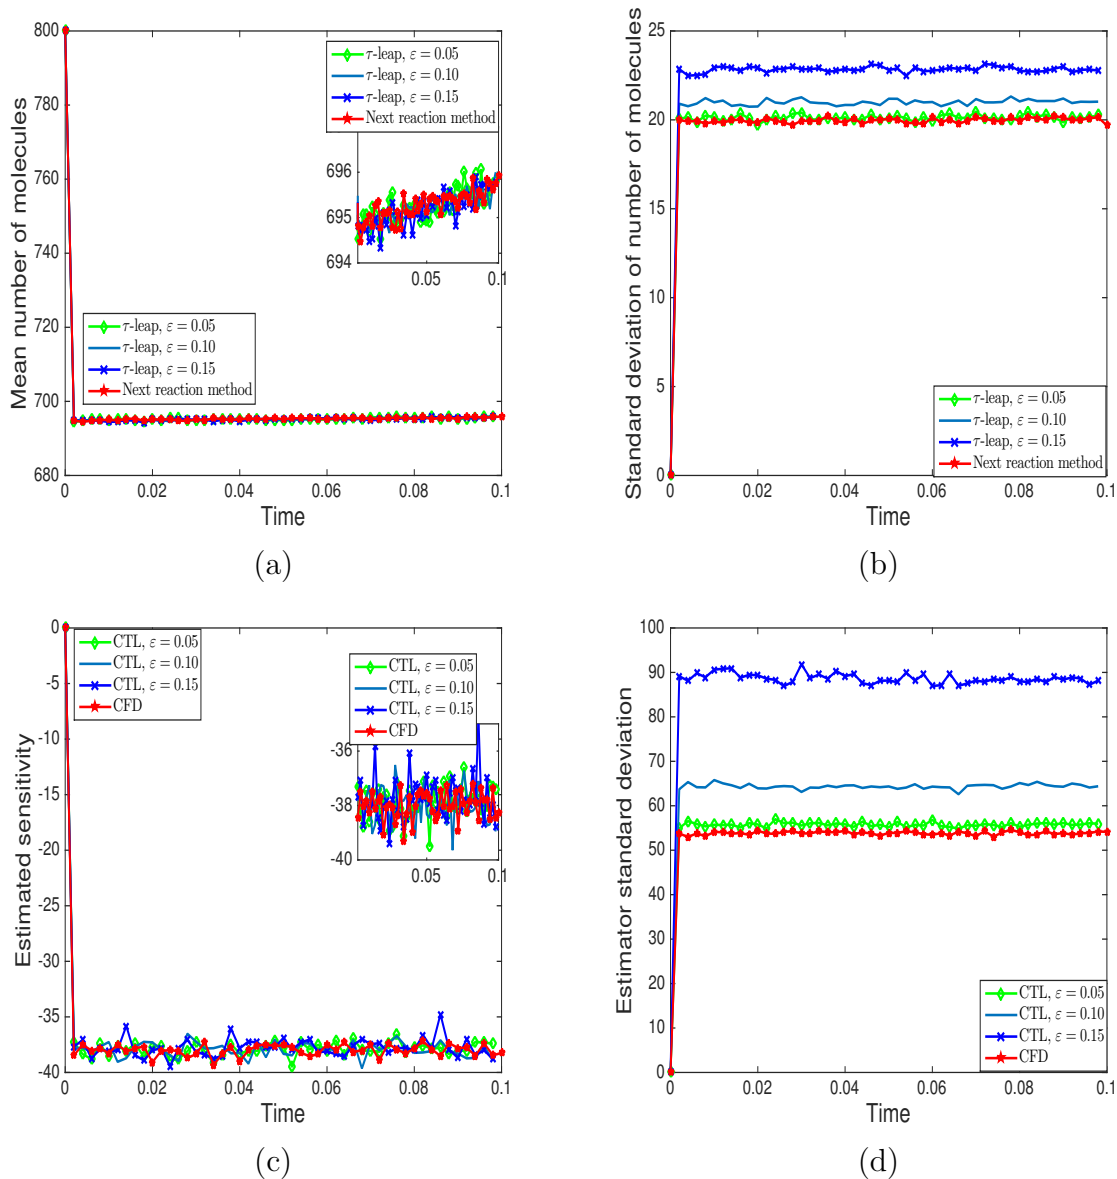 Mean number of molecules
800
780
760
740
720
700
680
0
0.02
0.04
0.06
0.08
0.1
Time
τ-leap, ε = 0.05
τ-leap, ε = 0.10
τ-leap, ε = 0.15
Next reaction method
696
695
694
0.05
0.1
τ-leap, ε = 0.05
τ-leap, ε = 0.10
τ-leap, ε = 0.15
Next reaction method
(a)
Standard deviation of number of molecules
25
20
15
10
5
0
0
0.02
0.04
0.06
0.08
0.1
Time
τ-leap, ε = 0.05
τ-leap, ε = 0.10
τ-leap, ε = 0.15
Next reaction method
(b)
Estimated sensitivity
0
-5
-10
-15
-20
-25
-30
-35
-40
0
0.02
0.04
0.06
0.08
0.1
Time
CTL, ε = 0.05
CTL, ε = 0.10
CTL, ε = 0.15
CFD
CTL, ε = 0.05
CTL, ε = 0.10
CTL, ε = 0.15
CFD
-36
-38
-40
0.05
0.1
(c)
Estimator standard deviation
100
90
80
70
60
50
40
30
20
10
0
0
0.02
0.04
0.06
0.08
0.1
Time
CTL, ε = 0.05
CTL, ε = 0.10
CTL, ε = 0.15
CFD
(d)